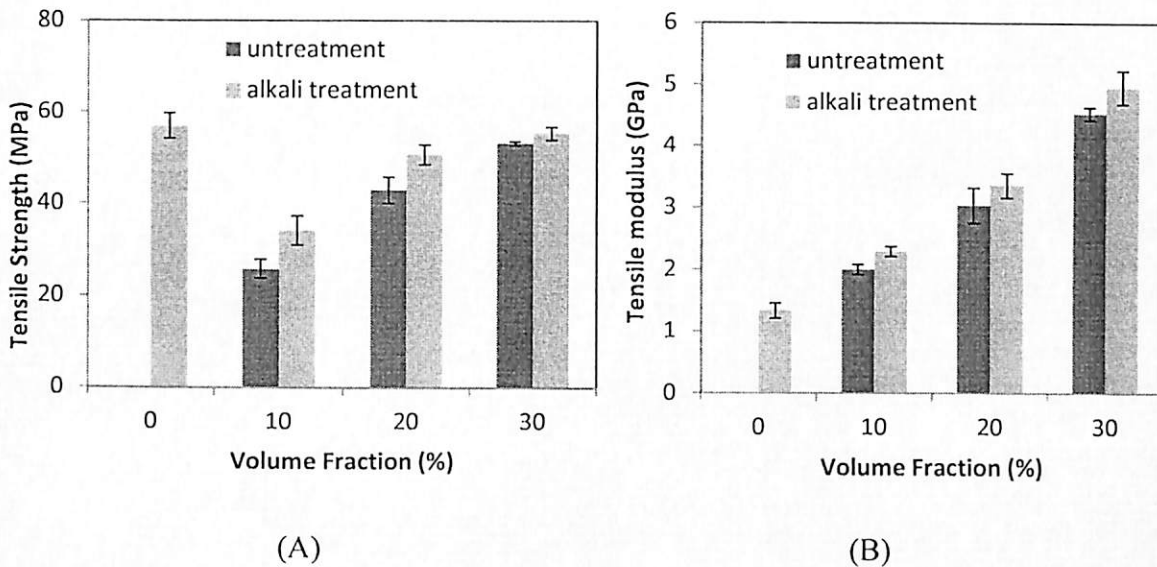 80
60
40
20
0
Tensile Strength (MPa)
untreatment
alkali treatment
0 10 20 30
Volume Fraction (%)
(A)
6
5
4
3
2
1
0
Tensile modulus (GPa)
untreatment
alkali treatment
0 10 20 30
Volume Fraction (%)
(B)